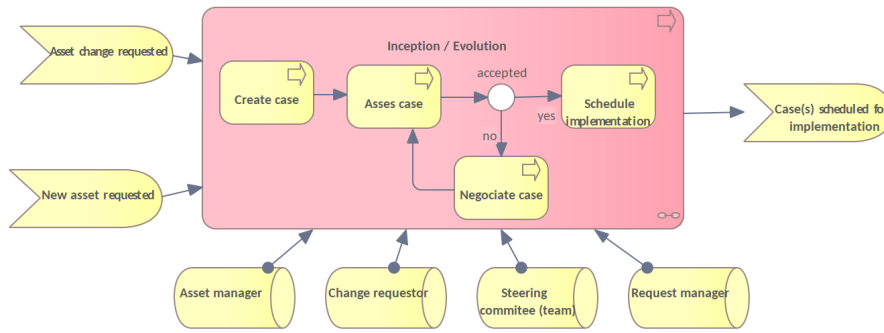 Asset change requested
Inception / Evolution
accepted
Create case
Asses case
Schedule
implementation
yes
no
Case(s) scheduled for
implementation
New asset requested
Negociate case
Asset manager
Change requestor
Steering
commitee (team)
Request manager